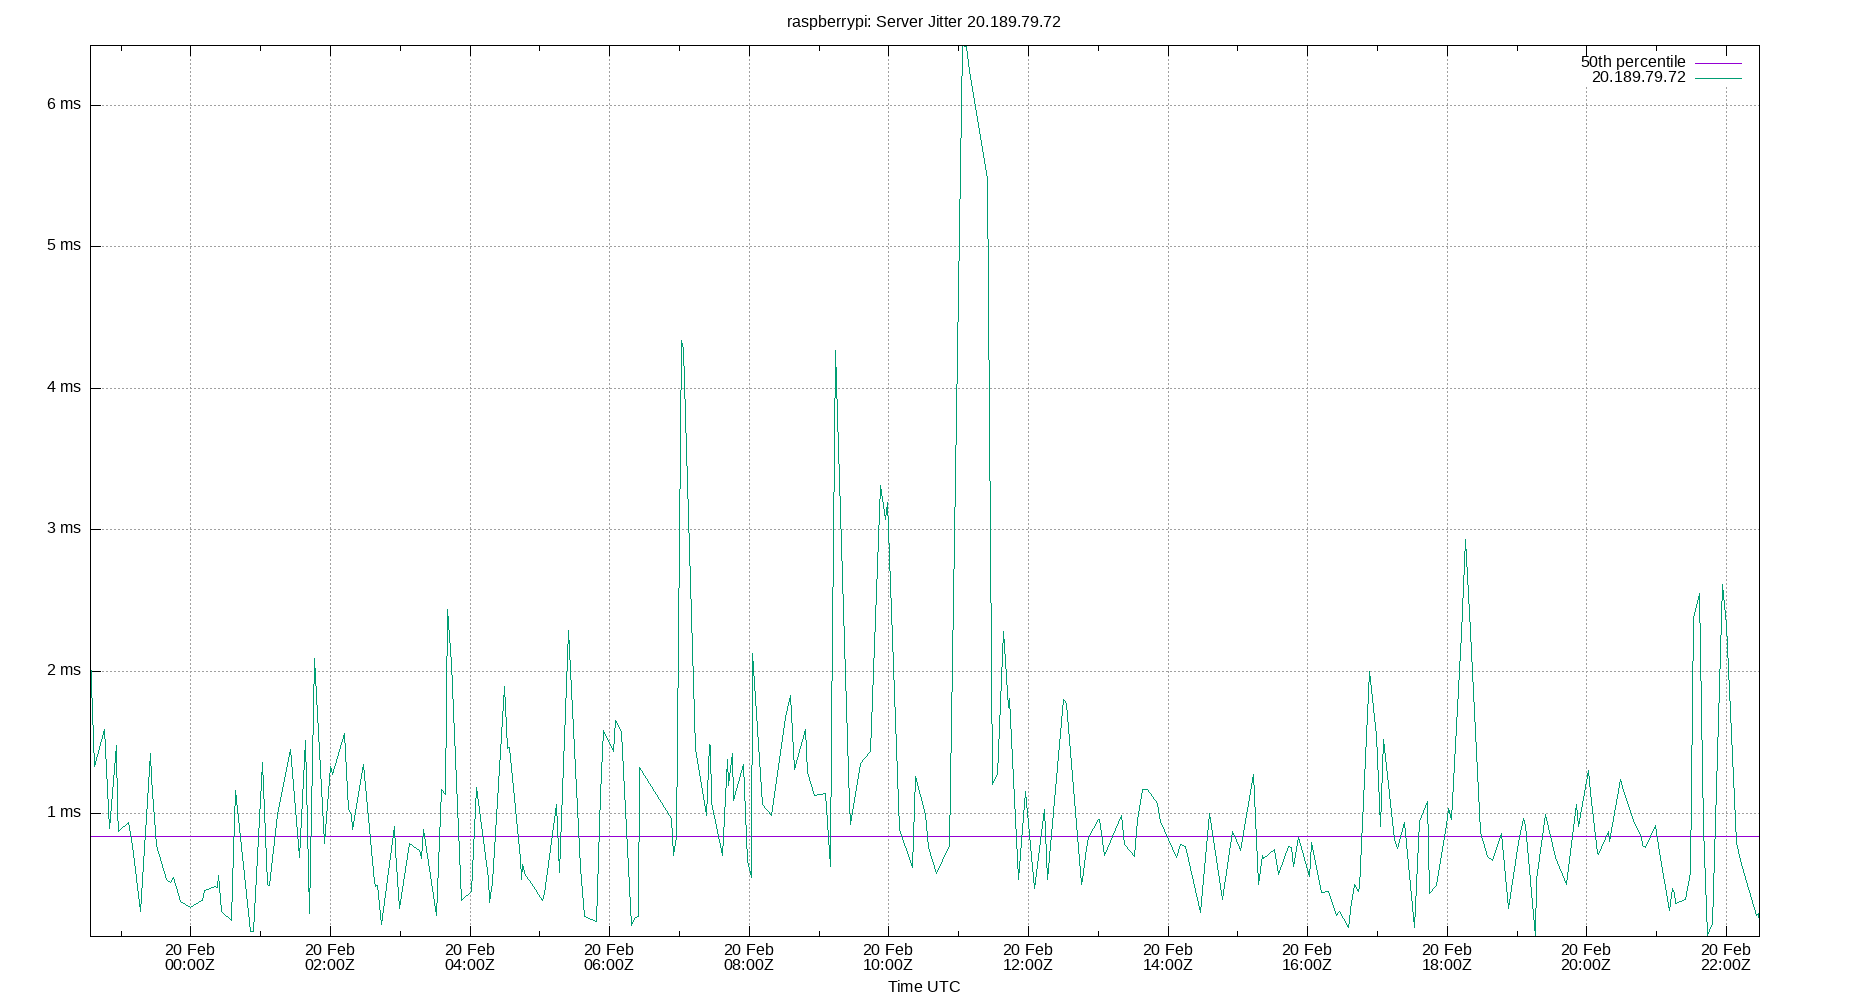 raspberrypi: Server Jitter 20.189.79.72
50th percentile
20.189.79.72
6 ms
5 ms
4 ms
3 ms
2 ms
1 ms
20 Feb 20 Feb 20 Feb 20 Feb 20 Feb 20 Feb 20 Feb 20 Feb 20 Feb 20 Feb 20 Feb 20 Feb
00:00Z 02:00Z 04:00Z 06:00Z 08:00Z 10:00Z 12:00Z 14:00Z 16:00Z 18:00Z 20:00Z 22:00Z
Time UTC